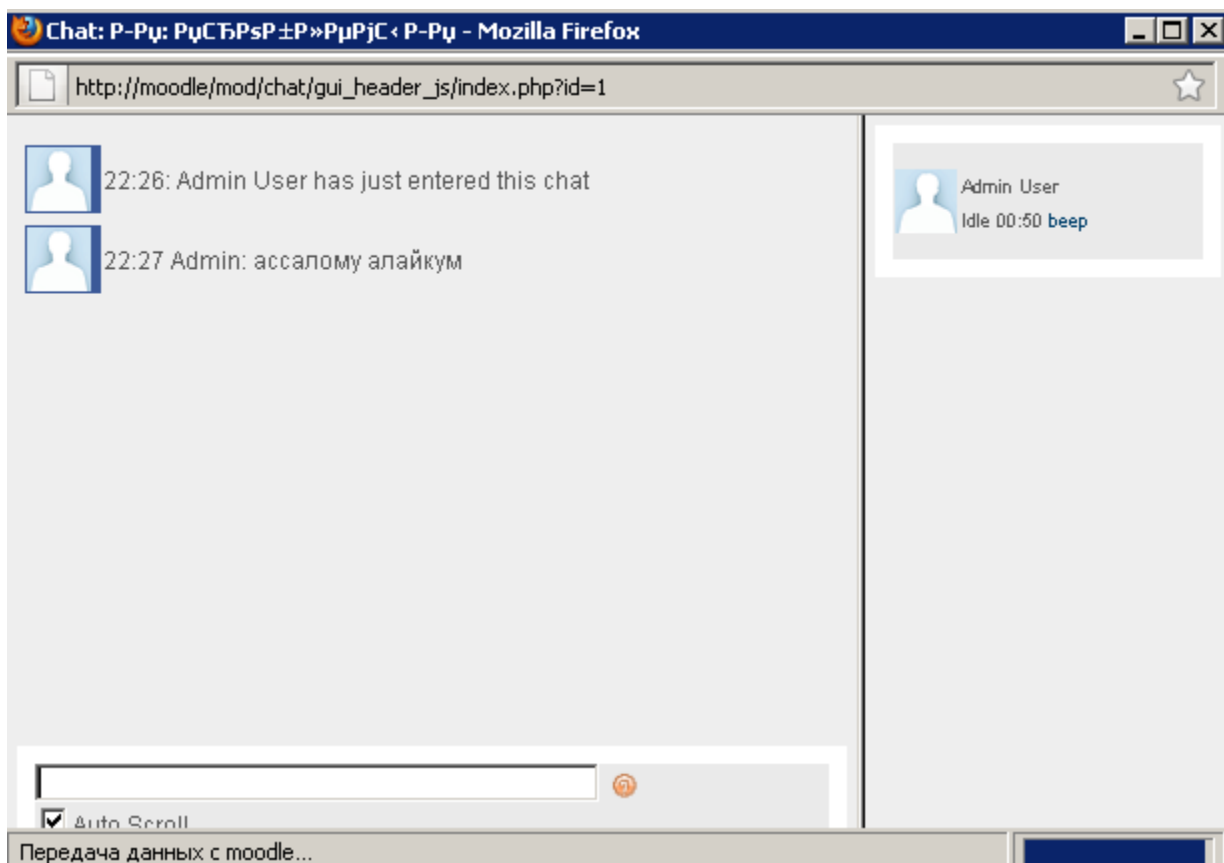 Chat: Р-Рџ: РџСЂРѕР±Р»РµРјС‹ Р-Рџ - Mozilla Firefox
http://moodle/mod/chat/gui_header_js/index.php?id=1
22:26: Admin User has just entered this chat
22:27 Admin: ассалому алайкум
Admin User
Idle 00:50 beep
Auto Scroll
Передача данных с moodle...